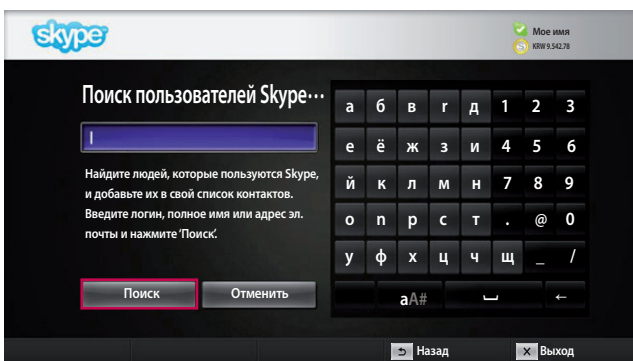 skype
Мое имя
KRW 9.542.78
Поиск пользователей Skype…
Найдите людей, которые пользуются Skype,
и добавьте их в свой список контактов.
Введите логин, полное имя или адрес эл.
почты и нажмите 'Поиск'.
Поиск Отменить
а б в г д 1 2 3
е ё ж з и 4 5 6
й к л м н 7 8 9
о п р с т . @ 0
у ф х ц ч щ _ /
aA# ←
Назад
Выход